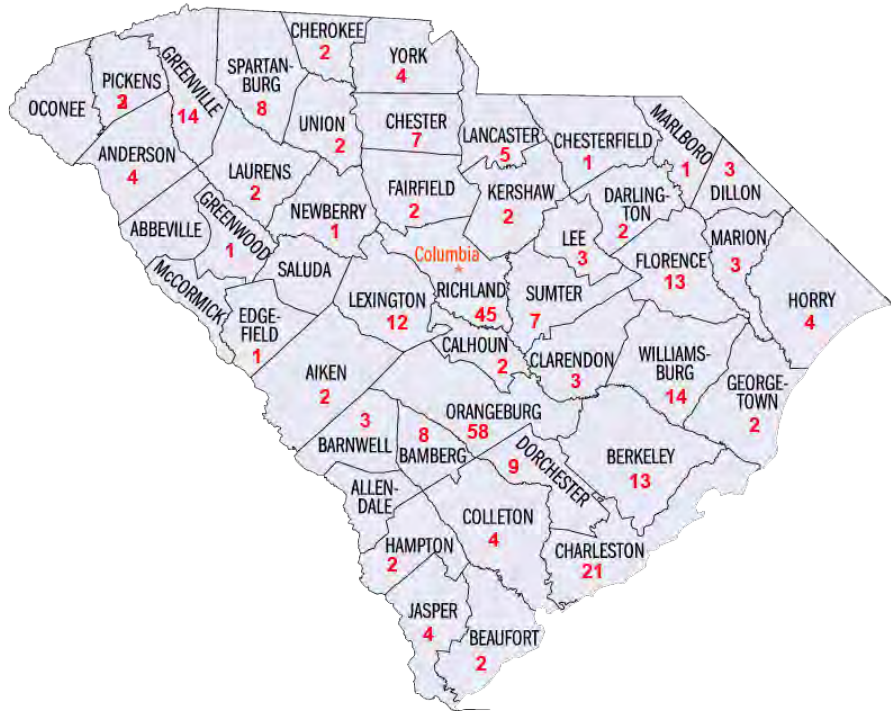 CHEROKEE
2
YORK
4
GREENVILLE
14
SPARTAN-
BURG
8
PICKENS
OCONEE
UNION
2
CHESTER
7
LANCASTER
5
CHESTERFIELD
1
MARLBORO
1
3
DILLON
ANDERSON
4
LAURENS
2
FAIRFIELD
2
KERSHAW
2
DARLING-
TON
2
NEWBERRY
1
GREENWOOD
1
ABBEVILLE
LEE
3
MARION
3
FLORENCE
13
Columbia
SALUDA
McCORMICK
RICHLAND
45
SUMTER
7
LEXINGTON
12
HORRY
4
EDGE-
FIELD
1
CALHOUN
2
CLARENDON
3
WILLIAMS-
BURG
14
AIKEN
2
GEORGE-
TOWN
2
ORANGEBURG
58
3
BARNWELL
8
BAMBERG
DORCHESTER
9
BERKELEY
13
ALLEN-
DALE
COLLETON
4
HAMPTON
2
CHARLESTON
21
JASPER
4
BEAUFORT
2